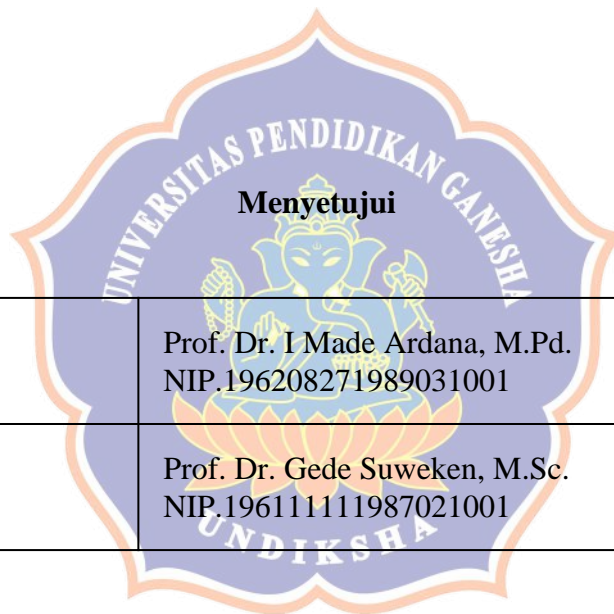 UNIVERSITAS PENDIDIKAN GANESHA
Menyetujui
Prof. Dr. I Made Ardana, M.Pd.
NIP.196208271989031001
Prof. Dr. Gede Suweken, M.Sc.
NIP.196111111987021001
UNDIKSHA